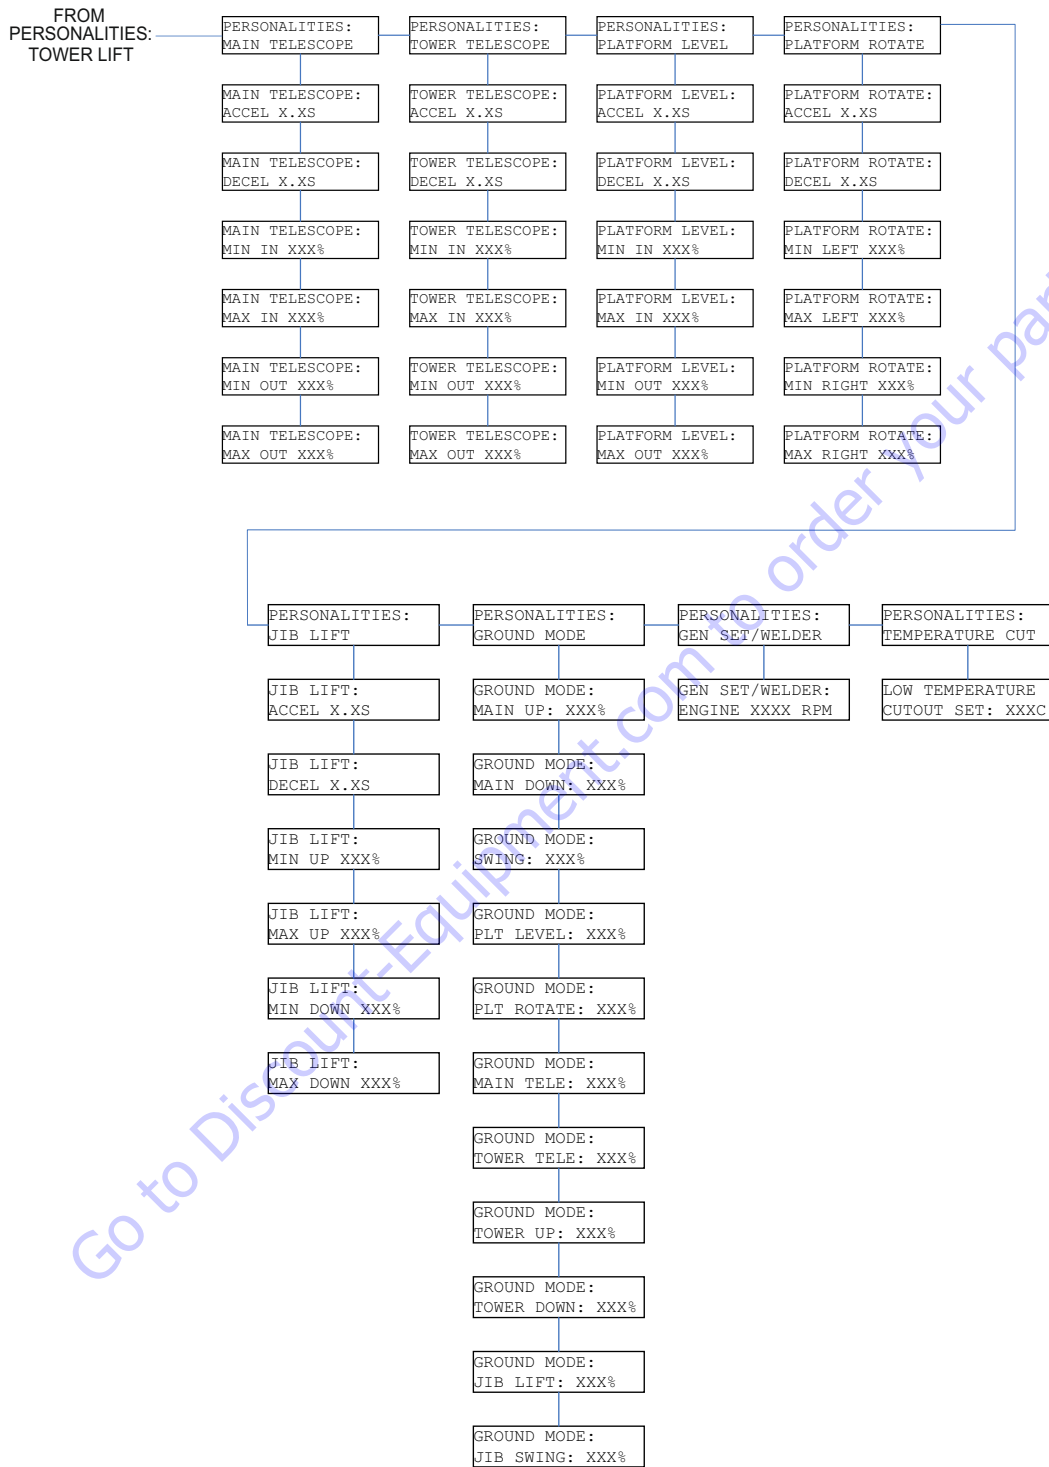 FROM
PERSONALITIES:
TOWER LIFT
PERSONALITIES:
MAIN TELESCOPE
PERSONALITIES:
TOWER TELESCOPE
PERSONALITIES:
PLATFORM LEVEL
PERSONALITIES:
PLATFORM ROTATE
MAIN TELESCOPE:
ACCEL X.XS
TOWER TELESCOPE:
ACCEL X.XS
PLATFORM LEVEL:
ACCEL X.XS
PLATFORM ROTATE:
ACCEL X.XS
MAIN TELESCOPE:
DECEL X.XS
TOWER TELESCOPE:
DECEL X.XS
PLATFORM LEVEL:
DECEL X.XS
PLATFORM ROTATE:
DECEL X.XS
MAIN TELESCOPE:
MIN IN XXX%
TOWER TELESCOPE:
MIN IN XXX%
PLATFORM LEVEL:
MIN IN XXX%
PLATFORM ROTATE:
MIN LEFT XXX%
MAIN TELESCOPE:
MAX IN XXX%
TOWER TELESCOPE:
MAX IN XXX%
PLATFORM LEVEL:
MAX IN XXX%
PLATFORM ROTATE:
MAX LEFT XXX%
MAIN TELESCOPE:
MIN OUT XXX%
TOWER TELESCOPE:
MIN OUT XXX%
PLATFORM LEVEL:
MIN OUT XXX%
PLATFORM ROTATE:
MIN RIGHT XXX%
MAIN TELESCOPE:
MAX OUT XXX%
TOWER TELESCOPE:
MAX OUT XXX%
PLATFORM LEVEL:
MAX OUT XXX%
PLATFORM ROTATE:
MAX RIGHT XXX%
PERSONALITIES:
JIB LIFT
PERSONALITIES:
GROUND MODE
PERSONALITIES:
GEN SET/WELDER
PERSONALITIES:
TEMPERATURE CUT
JIB LIFT:
ACCEL X.XS
GROUND MODE:
MAIN UP: XXX%
GEN SET/WELDER:
ENGINE XXXX RPM
LOW TEMPERATURE
CUTOUT SET: XXXC
JIB LIFT:
DECEL X.XS
GROUND MODE:
MAIN DOWN: XXX%
JIB LIFT:
MIN UP XXX%
GROUND MODE:
SWING: XXX%
JIB LIFT:
MAX UP XXX%
GROUND MODE:
PLT LEVEL: XXX%
JIB LIFT:
MIN DOWN XXX%
GROUND MODE:
PLT ROTATE: XXX%
JIB LIFT:
MAX DOWN XXX%
GROUND MODE:
MAIN TELE: XXX%
GROUND MODE:
TOWER TELE: XXX%
GROUND MODE:
TOWER UP: XXX%
GROUND MODE:
TOWER DOWN: XXX%
GROUND MODE:
JIB LIFT: XXX%
GROUND MODE:
JIB SWING: XXX%
Go to Discount-Equipment.com to order your